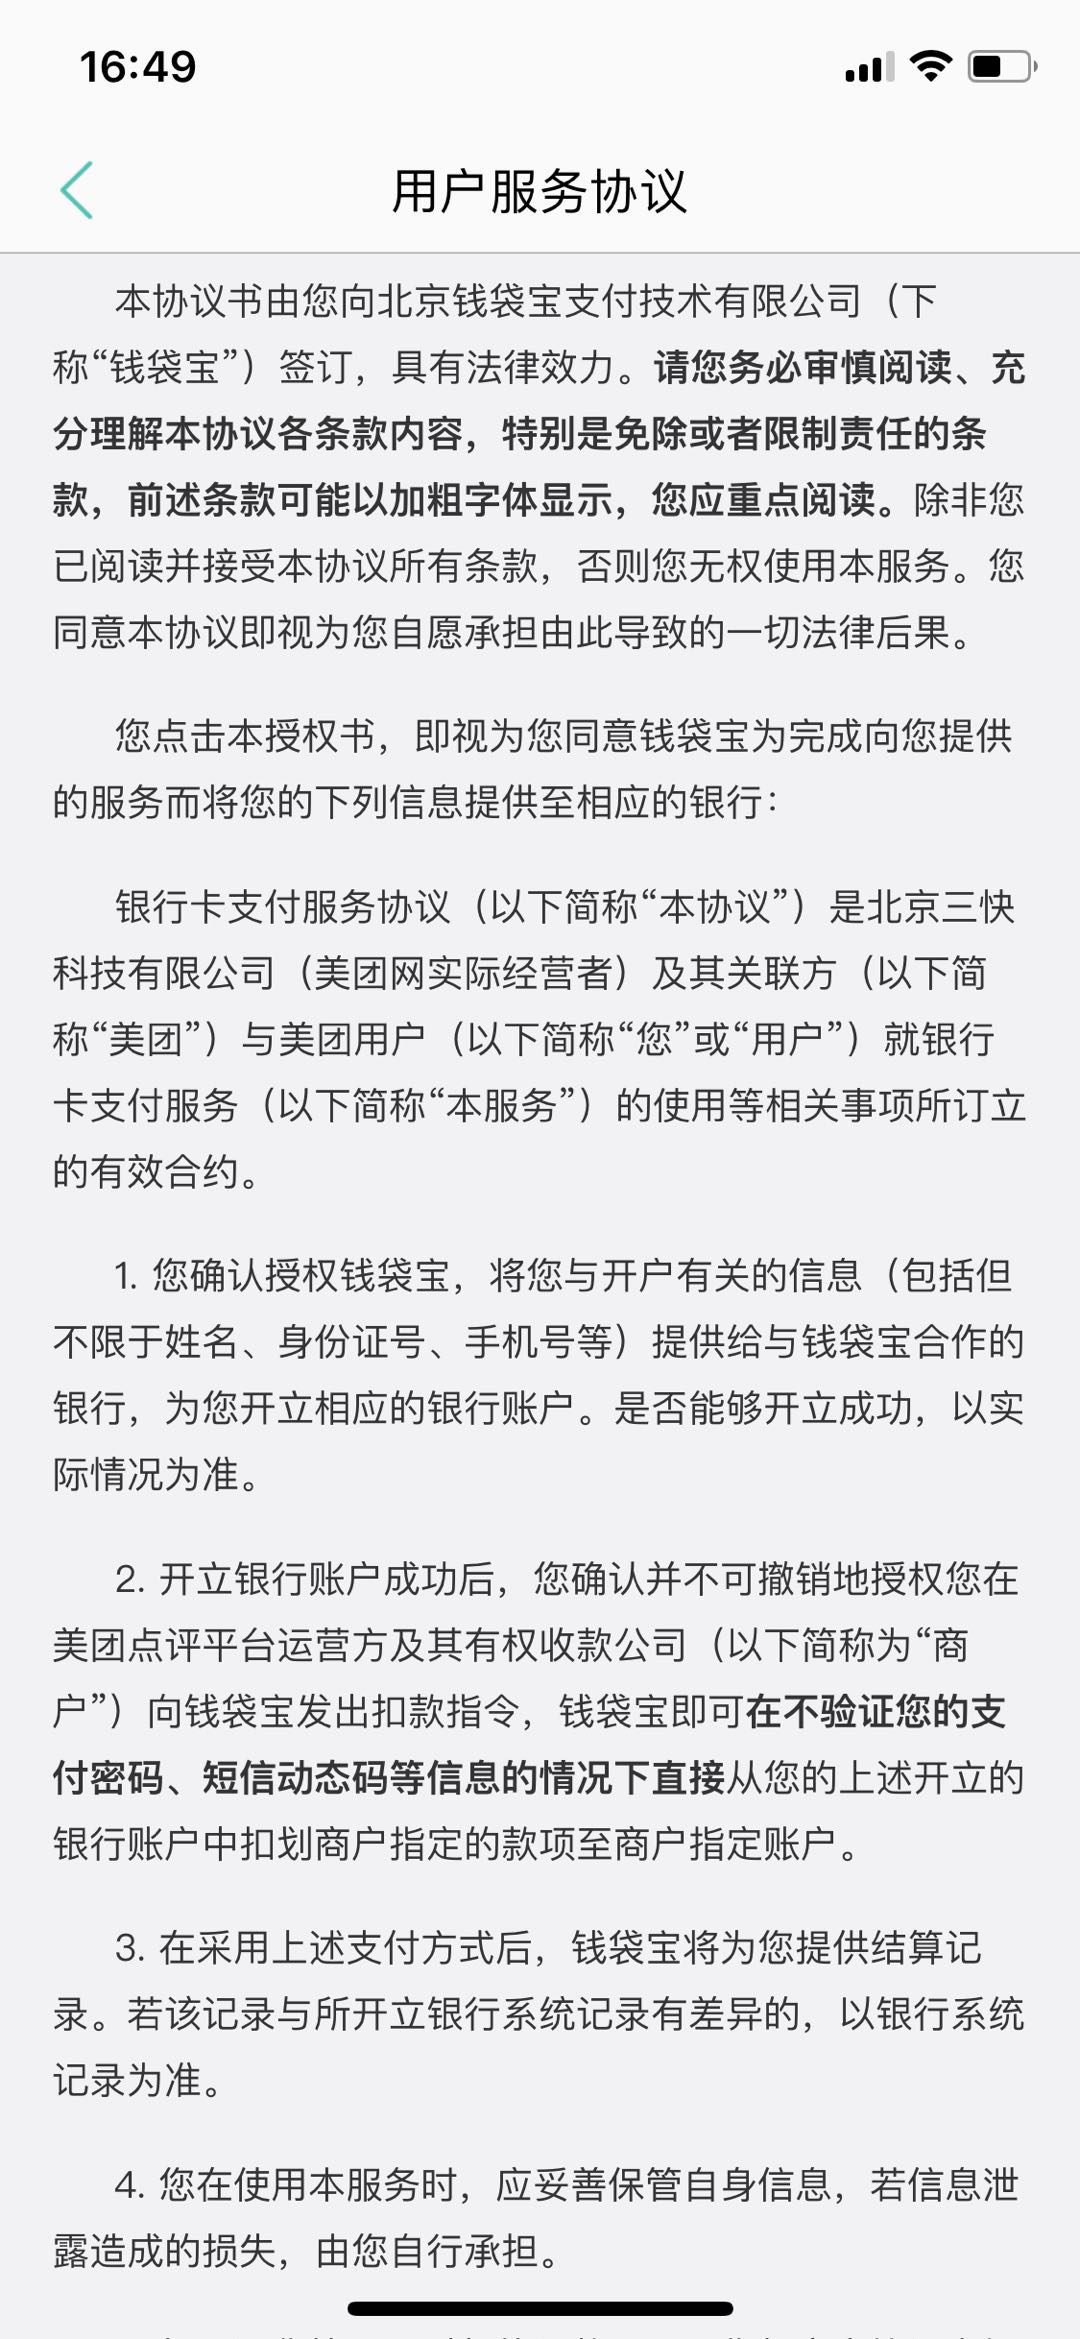 16:49
用户服务协议
本协议书由您向北京钱袋宝支付技术有限公司（下
称“钱袋宝”）签订，具有法律效力。请您务必审慎阅读、充
分理解本协议各条款内容，特别是免除或者限制责任的条
款，前述条款可能以加粗字体显示，您应重点阅读。除非您
已阅读并接受本协议所有条款，否则您无权使用本服务。您
同意本协议即视为您自愿承担由此导致的一切法律后果。
您点击本授权书，即视为您同意钱袋宝为完成向您提供
的服务而将您的下列信息提供至相应的银行：
银行卡支付服务协议（以下简称“本协议”）是北京三快
科技有限公司（美团网实际经营者）及其关联方（以下简
称“美团”）与美团用户（以下简称“您”或“用户”）就银行
卡支付服务（以下简称“本服务”）的使用等相关事项所订立
的有效合约。
1. 您确认授权钱袋宝，将您与开户有关的信息（包括但
不限于姓名、身份证号、手机号等）提供给与钱袋宝合作的
银行，为您开立相应的银行账户。是否能够开立成功，以实
际情况为准。
2. 开立银行账户成功后，您确认并不可撤销地授权您在
美团点评平台运营方及其有权收款公司（以下简称为“商
户”）向钱袋宝发出扣款指令，钱袋宝即可在不验证您的支
付密码、短信动态码等信息的情况下直接从您的上述开立的
银行账户中扣划商户指定的款项至商户指定账户。
3. 在采用上述支付方式后，钱袋宝将为您提供结算记
录。若该记录与所开立银行系统记录有差异的，以银行系统
记录为准。
4. 您在使用本服务时，应妥善保管自身信息，若信息泄
露造成的损失，由您自行承担。